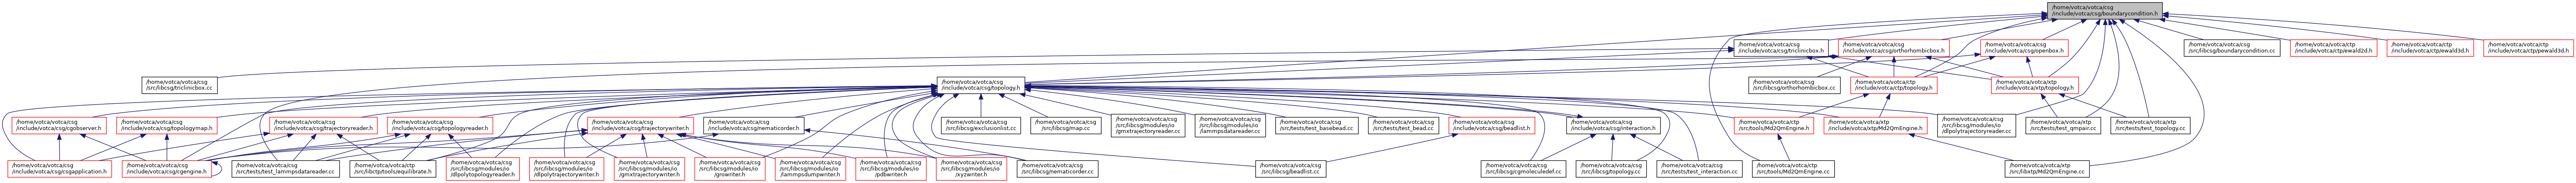 /home/votca/votca/csg
/include/votca/csg/boundarycondition.h
/home/votca/votca/csg
/include/votca/csg/triclinicbox.h
/home/votca/votca/csg
/include/votca/csg/orthorhombicbox.h
/home/votca/votca/csg
/include/votca/csg/openbox.h
/home/votca/votca/csg
/src/libcsg/boundarycondition.cc
/home/votca/votca/ctp
/include/votca/ctp/ewald2d.h
/home/votca/votca/ctp
/include/votca/ctp/ewald3d.h
/home/votca/votca/ctp
/include/votca/ctp/pewald3d.h
/home/votca/votca/csg
/src/libcsg/triclinicbox.cc
/home/votca/votca/csg
/include/votca/csg/topology.h
/home/votca/votca/csg
/src/libcsg/orthorhombicbox.cc
/home/votca/votca/ctp
/include/votca/ctp/topology.h
/home/votca/votca/xtp
/include/votca/xtp/topology.h
/home/votca/votca/csg
/include/votca/csg/cgobserver.h
/home/votca/votca/csg
/include/votca/csg/topologymap.h
/home/votca/votca/csg
/include/votca/csg/trajectoryreader.h
/home/votca/votca/csg
/include/votca/csg/topologyreader.h
/home/votca/votca/csg
/include/votca/csg/trajectorywriter.h
/home/votca/votca/csg
/include/votca/csg/nematicorder.h
/home/votca/votca/csg
/src/libcsg/exclusionlist.cc
/home/votca/votca/csg
/src/libcsg/map.cc
/home/votca/votca/csg
/src/libcsg/modules/io
/gmxtrajectoryreader.cc
/home/votca/votca/csg
/src/libcsg/modules/io
/lammpsdatareader.cc
/home/votca/votca/csg
/src/tests/test_basebead.cc
/home/votca/votca/csg
/src/tests/test_bead.cc
/home/votca/votca/csg
/include/votca/csg/beadlist.h
/home/votca/votca/csg
/include/votca/csg/interaction.h
/home/votca/votca/ctp
/src/tools/Md2QmEngine.h
/home/votca/votca/xtp
/include/votca/xtp/Md2QmEngine.h
/home/votca/votca/csg
/src/libcsg/modules/io
/dlpolytrajectoryreader.cc
/home/votca/votca/xtp
/src/tests/test_qmpair.cc
/home/votca/votca/xtp
/src/tests/test_topology.cc
/home/votca/votca/csg
/include/votca/csg/csgapplication.h
/home/votca/votca/csg
/include/votca/csg/cgengine.h
/home/votca/votca/csg
/src/tests/test_lammpsdatareader.cc
/home/votca/votca/ctp
/src/libctp/tools/equilibrate.h
/home/votca/votca/csg
/src/libcsg/modules/io
/dlpolytopologyreader.h
/home/votca/votca/csg
/src/libcsg/modules/io
/dlpolytrajectorywriter.h
/home/votca/votca/csg
/src/libcsg/modules/io
/gmxtrajectorywriter.h
/home/votca/votca/csg
/src/libcsg/modules/io
/growriter.h
/home/votca/votca/csg
/src/libcsg/modules/io
/lammpsdumpwriter.h
/home/votca/votca/csg
/src/libcsg/modules/io
/pdbwriter.h
/home/votca/votca/csg
/src/libcsg/modules/io
/xyzwriter.h
/home/votca/votca/csg
/src/libcsg/nematicorder.cc
/home/votca/votca/csg
/src/libcsg/beadlist.cc
/home/votca/votca/csg
/src/libcsg/cgmoleculedef.cc
/home/votca/votca/csg
/src/libcsg/topology.cc
/home/votca/votca/csg
/src/tests/test_interaction.cc
/home/votca/votca/ctp
/src/tools/Md2QmEngine.cc
/home/votca/votca/xtp
/src/libxtp/Md2QmEngine.cc